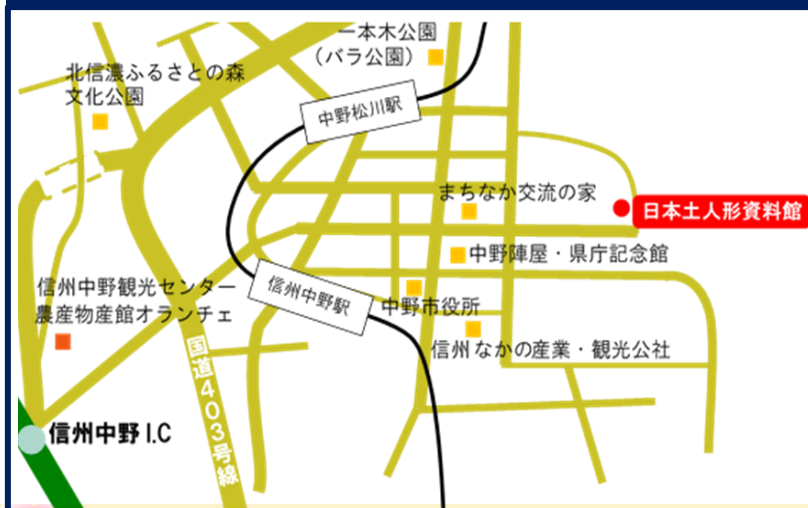 一本木公園
（バラ公園）
北信濃ふるさとの森
文化公園
中野松川駅
まちなか交流の家
日本土人形資料館
中野陣屋・県庁記念館
信州中野観光センター
農産物産館オランチェ
信州中野駅
中野市役所
信州なかの産業・観光公社
国道403号線
信州中野I.C